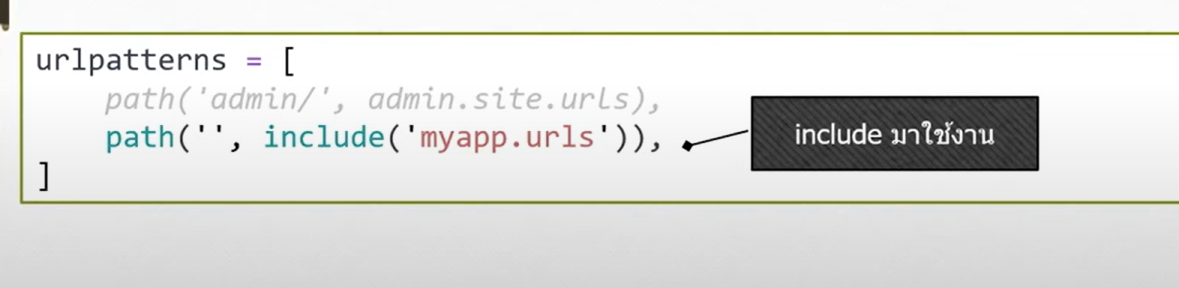 urlpatterns = [
path('admin/', admin.site.urls),
path('', include('myapp.urls')),
include มาใช้งาน
]